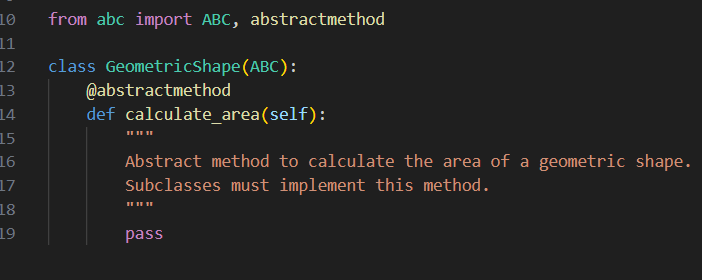 10 from abc import ABC, abstractmethod
11
12 class GeometricShape(ABC):
13     @abstractmethod
14     def calculate_area(self):
15         """
16         Abstract method to calculate the area of a geometric shape.
17         Subclasses must implement this method.
18         """
19         pass